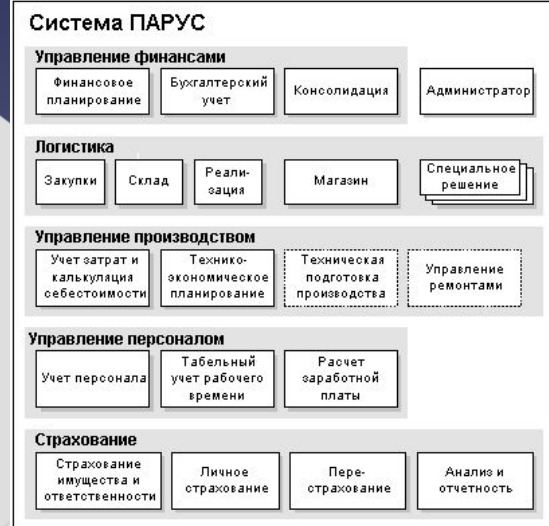 Система ПАРУС
Управление финансами
Финансовое
планирование
Бухгалтерский
учет
Консолидация
Администратор
Логистика
Закупки
Склад
Реали-
зация
Магазин
Специальное
решение
Управление производством
Учет затрат и
калькуляция
себестоимости
Технико-
экономическое
планирование
Техническая
подготовка
производства
Управление
ремонтами
Управление персоналом
Учет персонала
Табельный
учет рабочего
времени
Расчет
заработной
платы
Страхование
Страхование
имущества и
ответственности
Личное
страхование
Пере-
страхование
Анализ и
отчетность